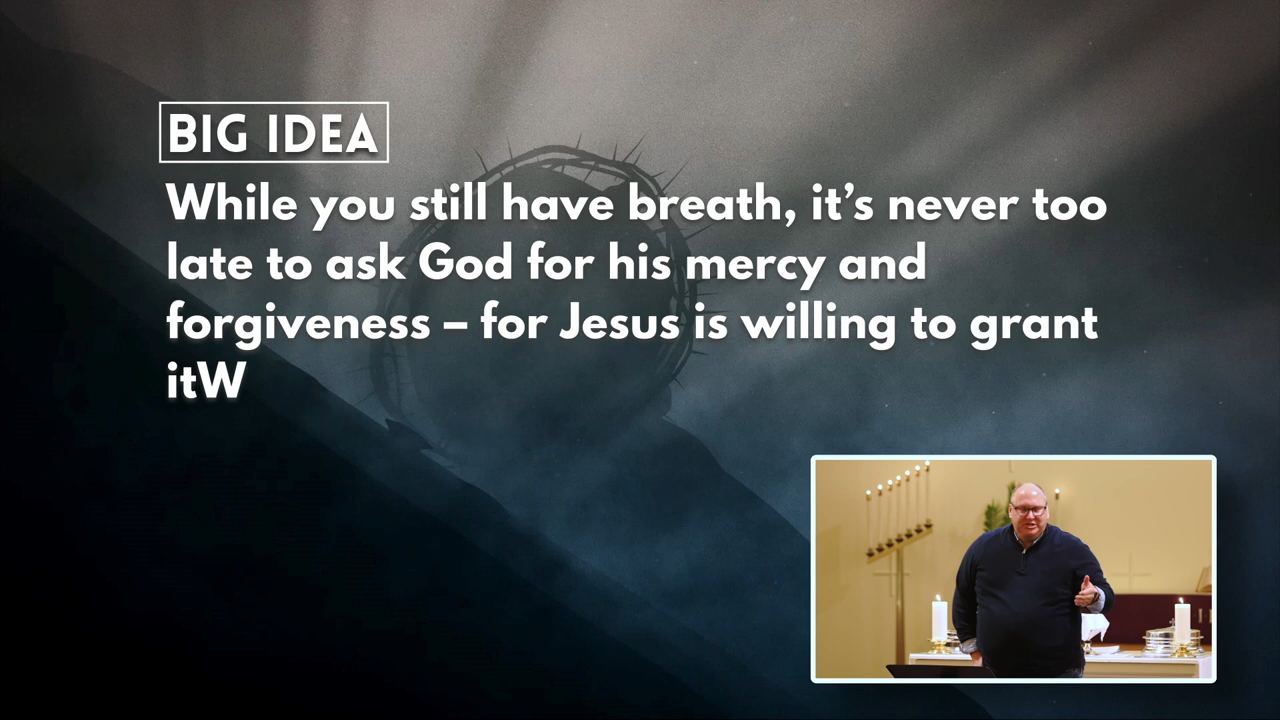 BIG IDEA
While you still have breath, it’s never too
late to ask God for his mercy and
forgiveness – for Jesus is willing to grant
itW